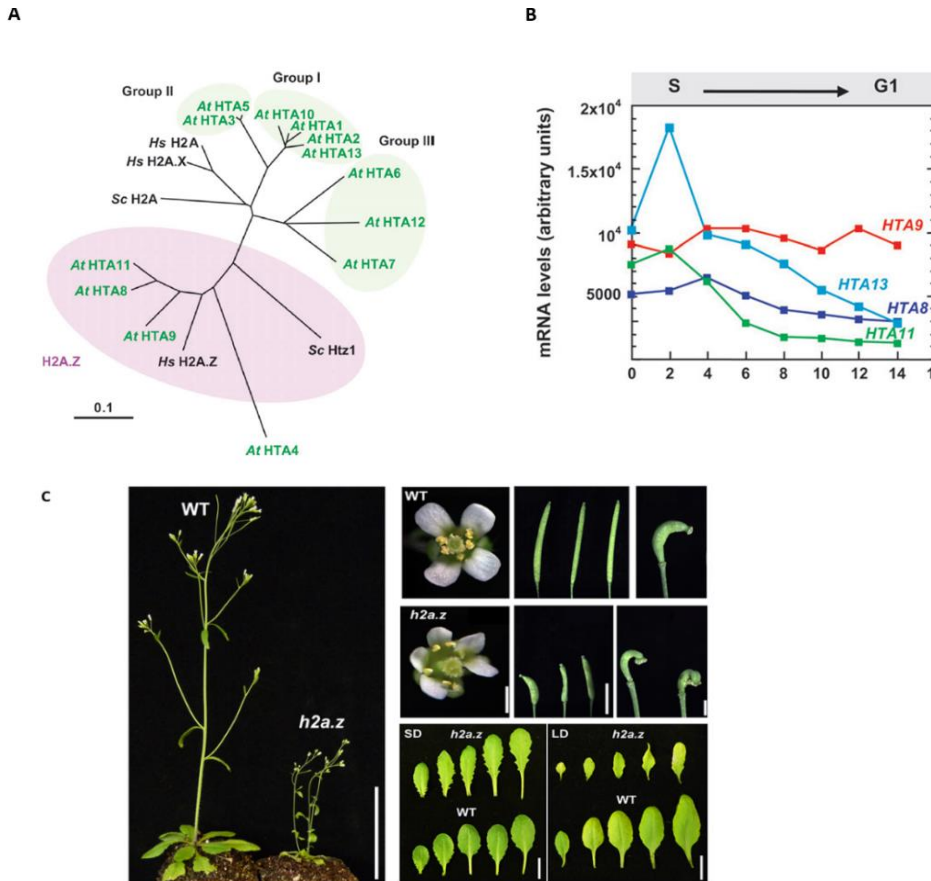 A
Group I
Group II
At HTA5
At HTA3
At HTA10
At HTA1
At HTA2
At HTA13
Group III
Hs H2A
Hs H2A.X
Sc H2A
At HTA6
At HTA12
At HTA7
At HTA11
At HTA8
At HTA9
Hs H2A.Z
Sc Htz1
H2A.Z
0.1
At HTA4
B
S G1
mRNA levels (arbitrary units)
2x10⁴
1.5x10⁴
10⁴
5000
HTA9
HTA13
HTA8
HTA11
0 2 4 6 8 10 12 14
C
WT
h2a.z
WT
h2a.z
SD h2a.z
WT
LD h2a.z
WT